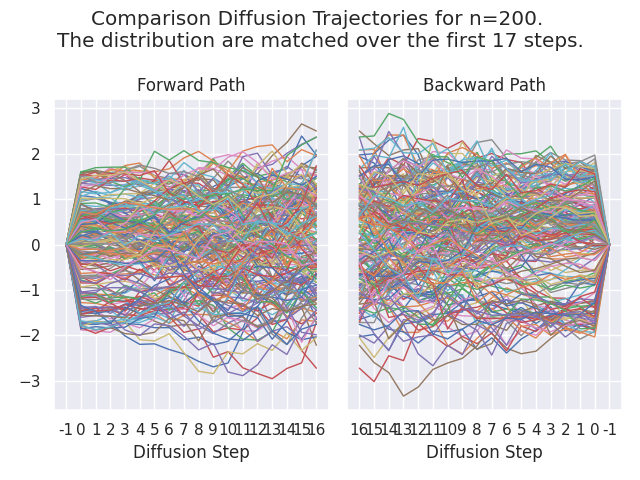 Comparison Diffusion Trajectories for n=200.
The distribution are matched over the first 17 steps.
Forward Path
Backward Path
3
2
1
0
−1
−2
−3
-1 0 1 2 3 4 5 6 7 8 9 10 11 12 13 14 15 16
16 15 14 13 12 11 10 9 8 7 6 5 4 3 2 1 0 -1
Diffusion Step
Diffusion Step